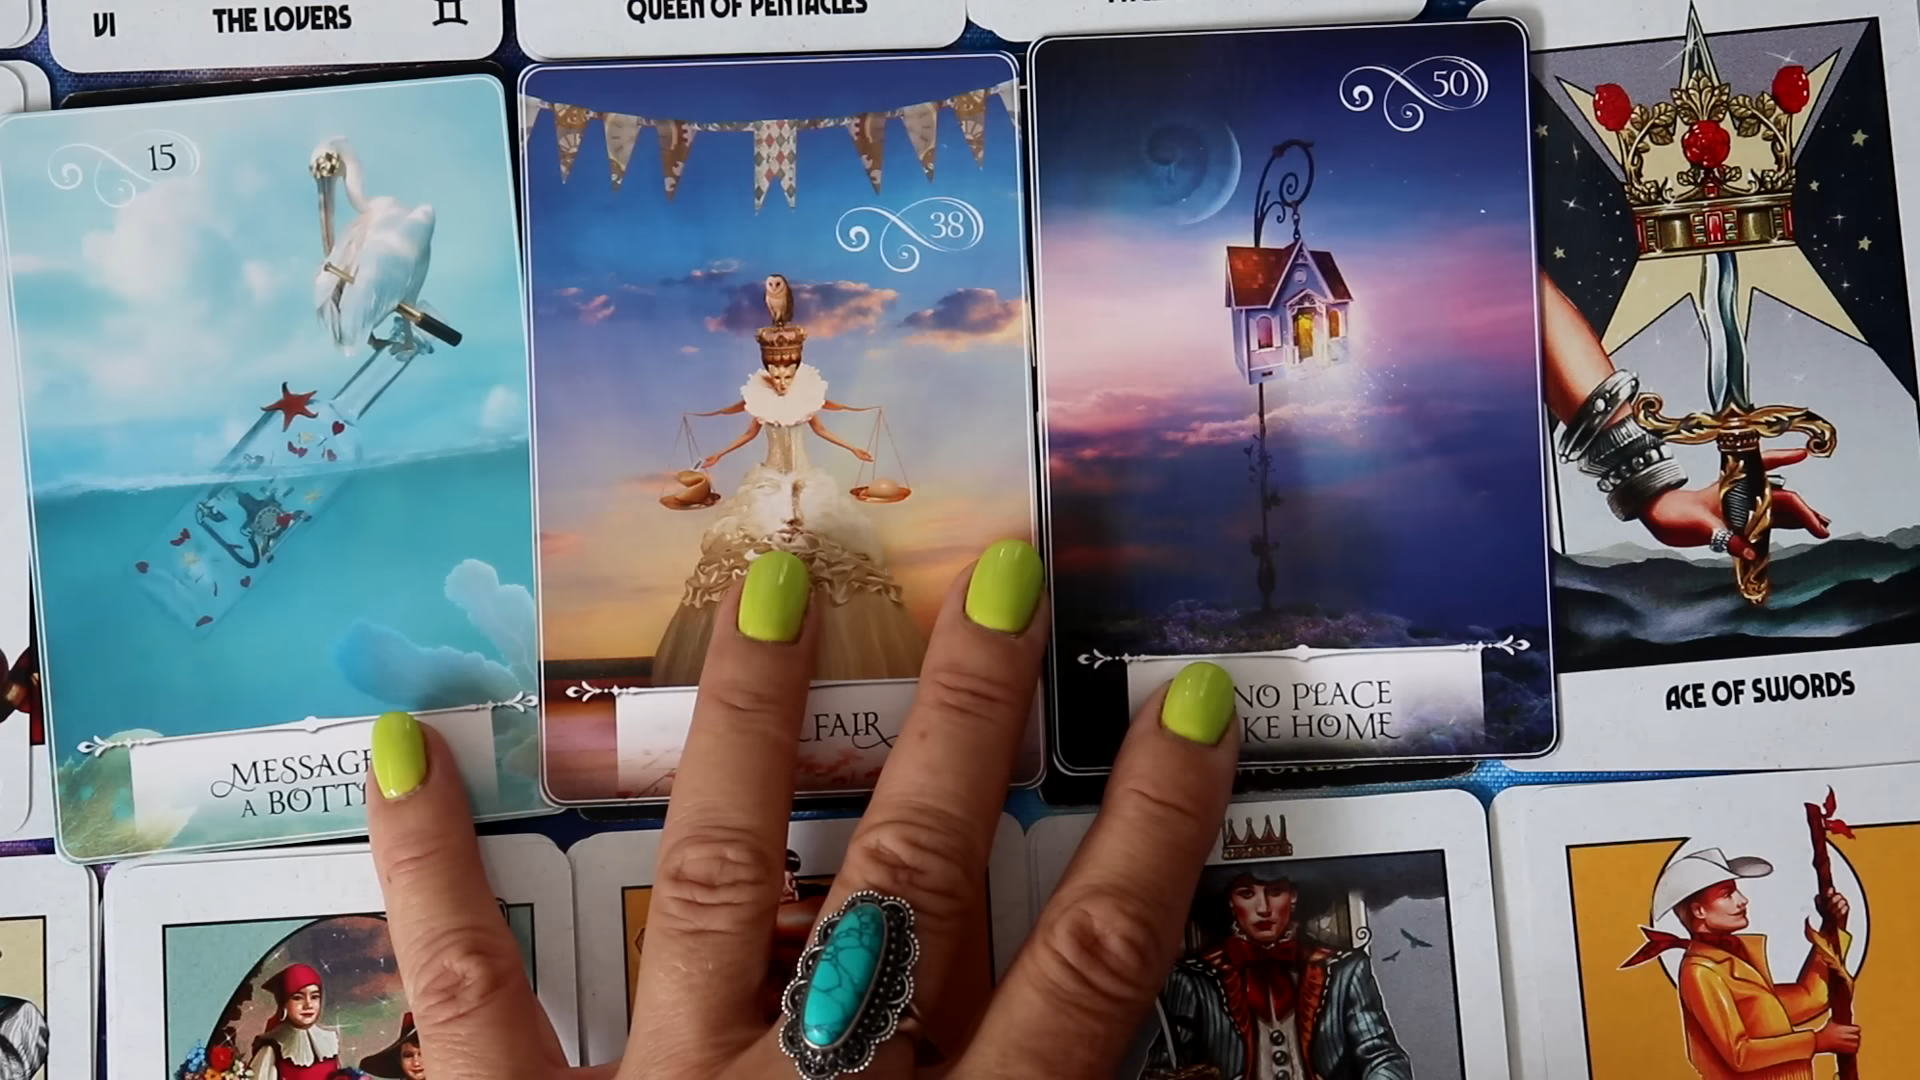 VI
THE LOVERS
QUEEN OF PENTACLES
15
38
50
MESSAGE
A BOTT
FAIR
NO PLACE
KE HOME
ACE OF SWORDS